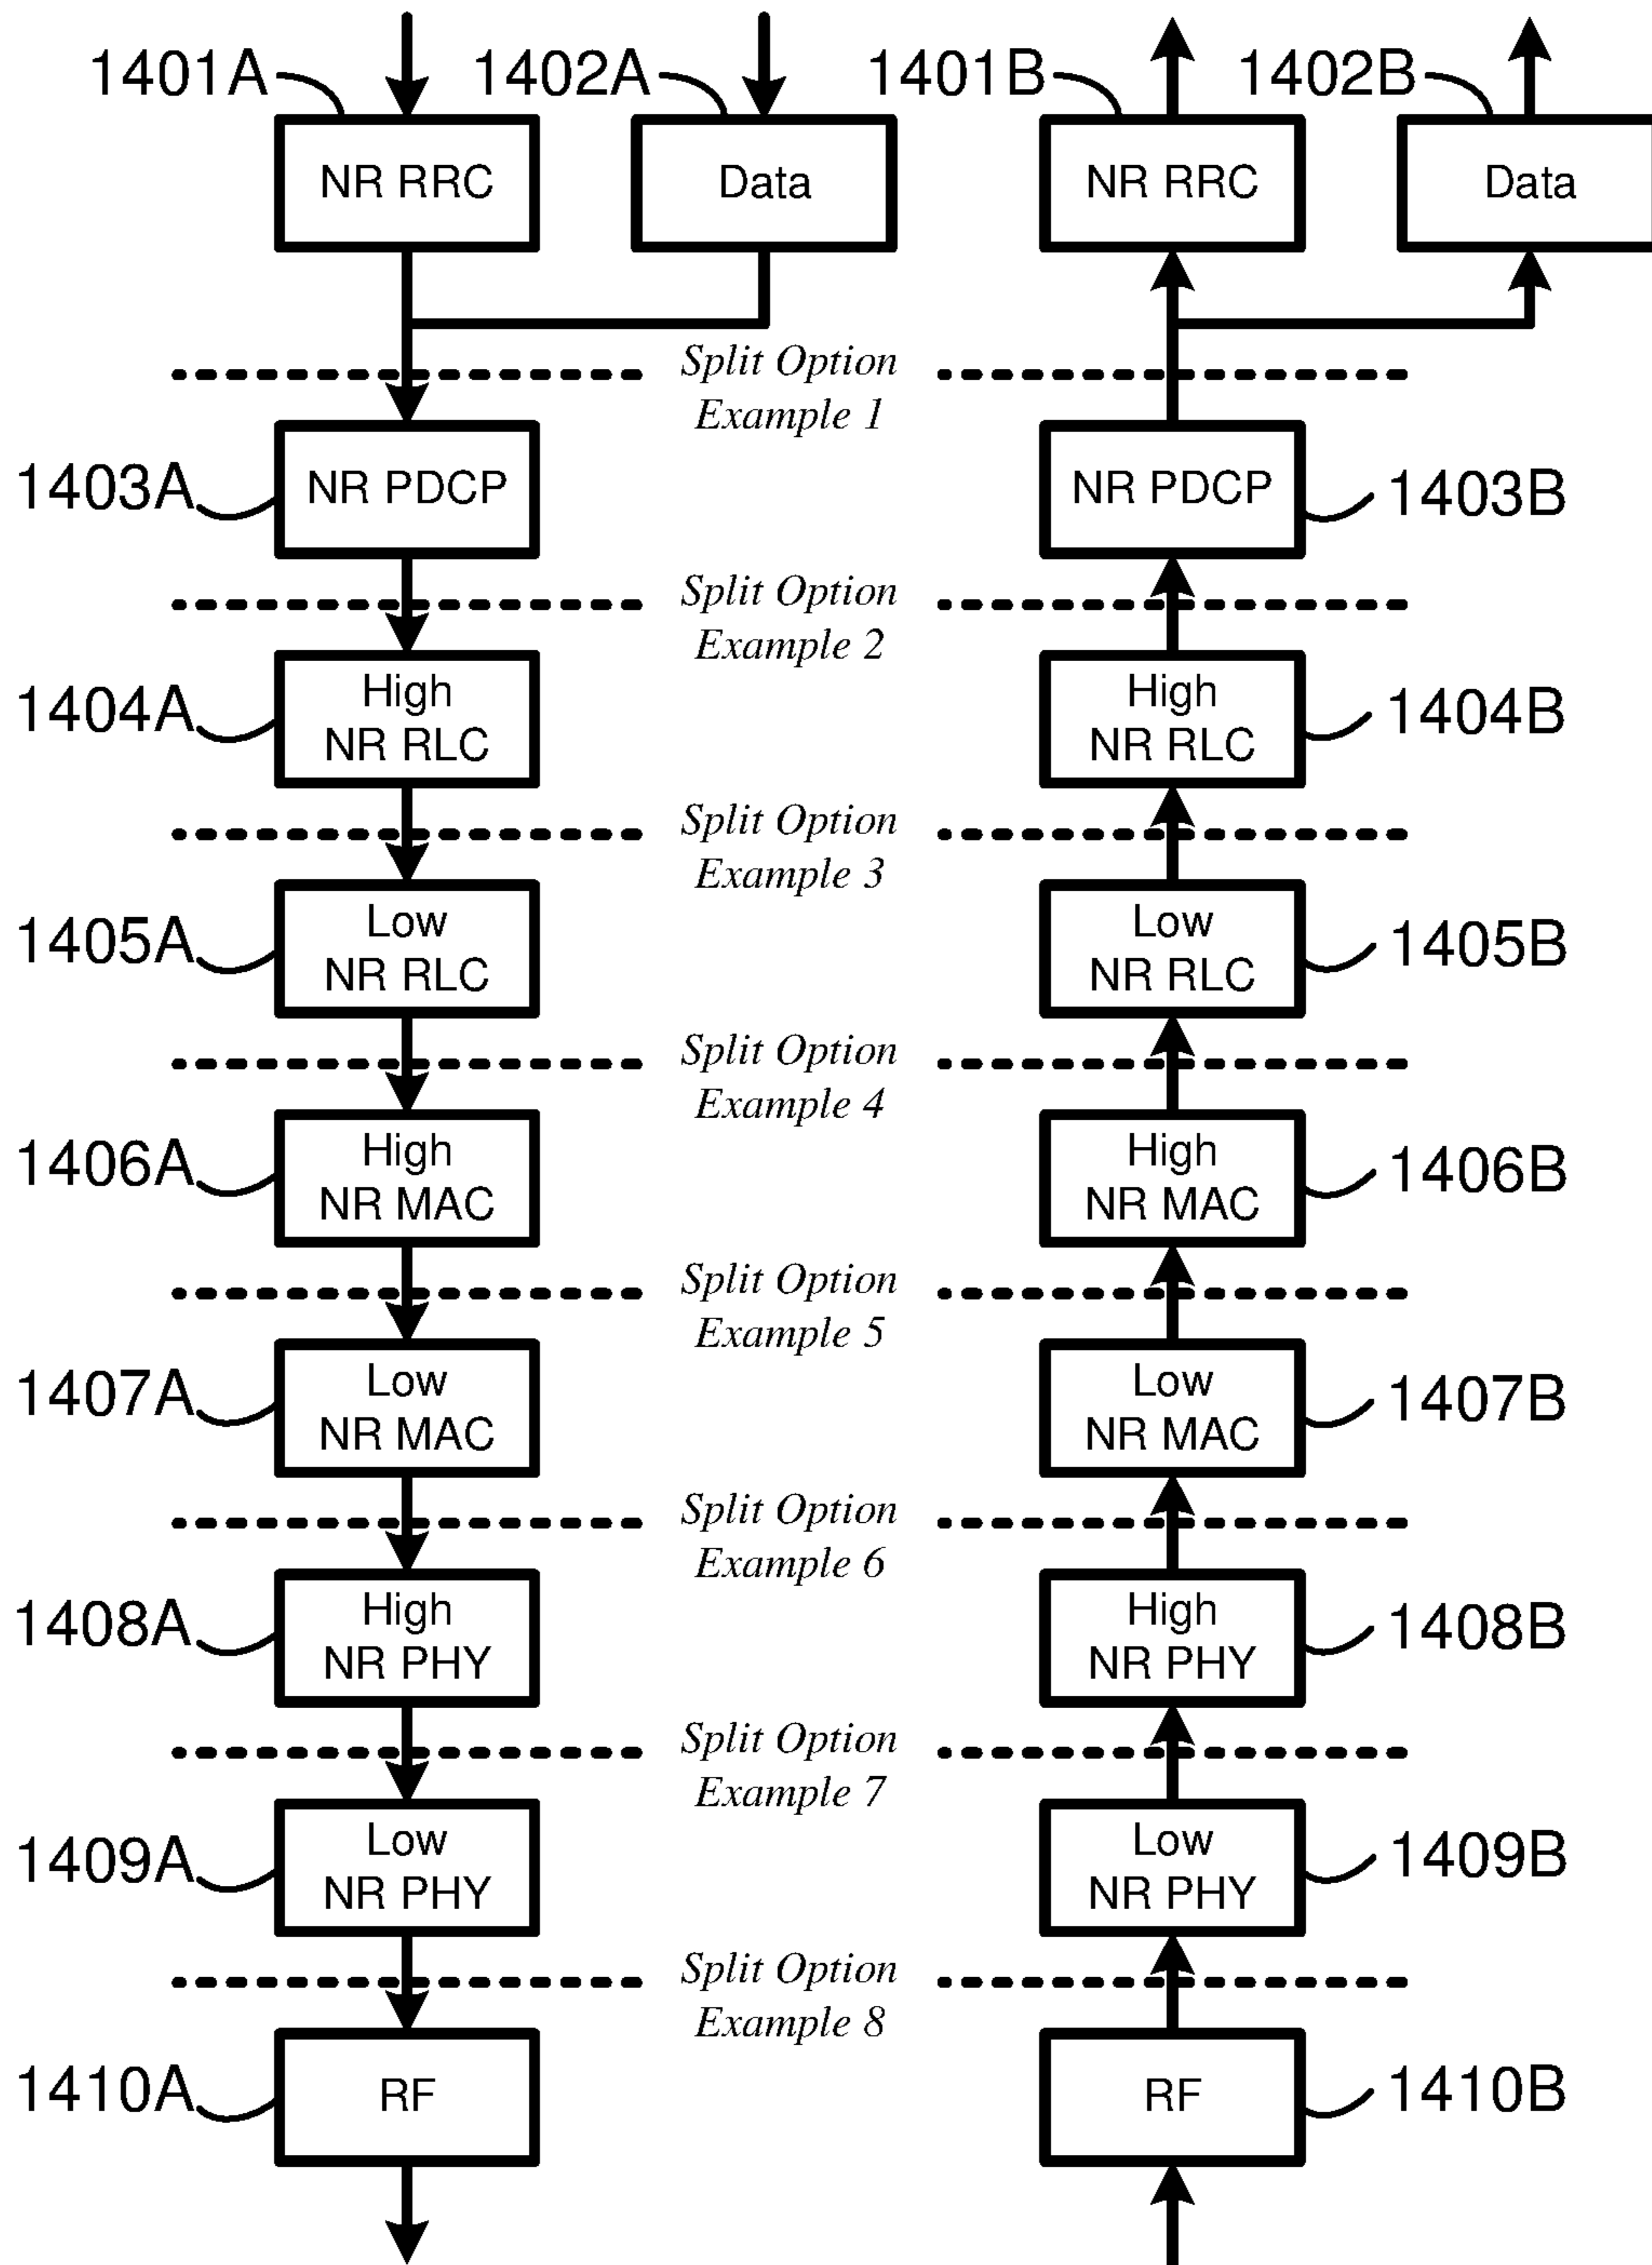 1401A 1402A 1401B 1402B
NR RRC Data NR RRC Data
Split Option
Example 1
1403A NR PDCP NR PDCP 1403B
Split Option
Example 2
1404A High
NR RLC High
NR RLC 1404B
Split Option
Example 3
1405A Low
NR RLC Low
NR RLC 1405B
Split Option
Example 4
1406A High
NR MAC High
NR MAC 1406B
Split Option
Example 5
1407A Low
NR MAC Low
NR MAC 1407B
Split Option
Example 6
1408A High
NR PHY High
NR PHY 1408B
Split Option
Example 7
1409A Low
NR PHY Low
NR PHY 1409B
Split Option
Example 8
1410A RF RF 1410B